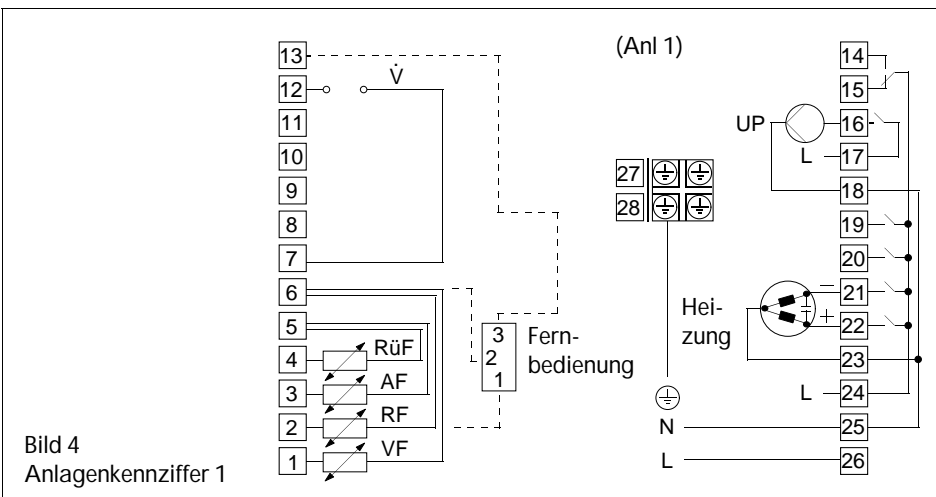 (Anl 1)
13
12
V̇
11
10
9
8
7
6
5
4
RüF
3
AF
2
RF
1
VF
3
2
1
Fern-
bedienung
Bild 4
Anlagenkennziffer 1
27
28
14
15
UP
16
L
17
18
19
20
Hei-
zung
21
–
22
+
23
L
24
N
25
L
26